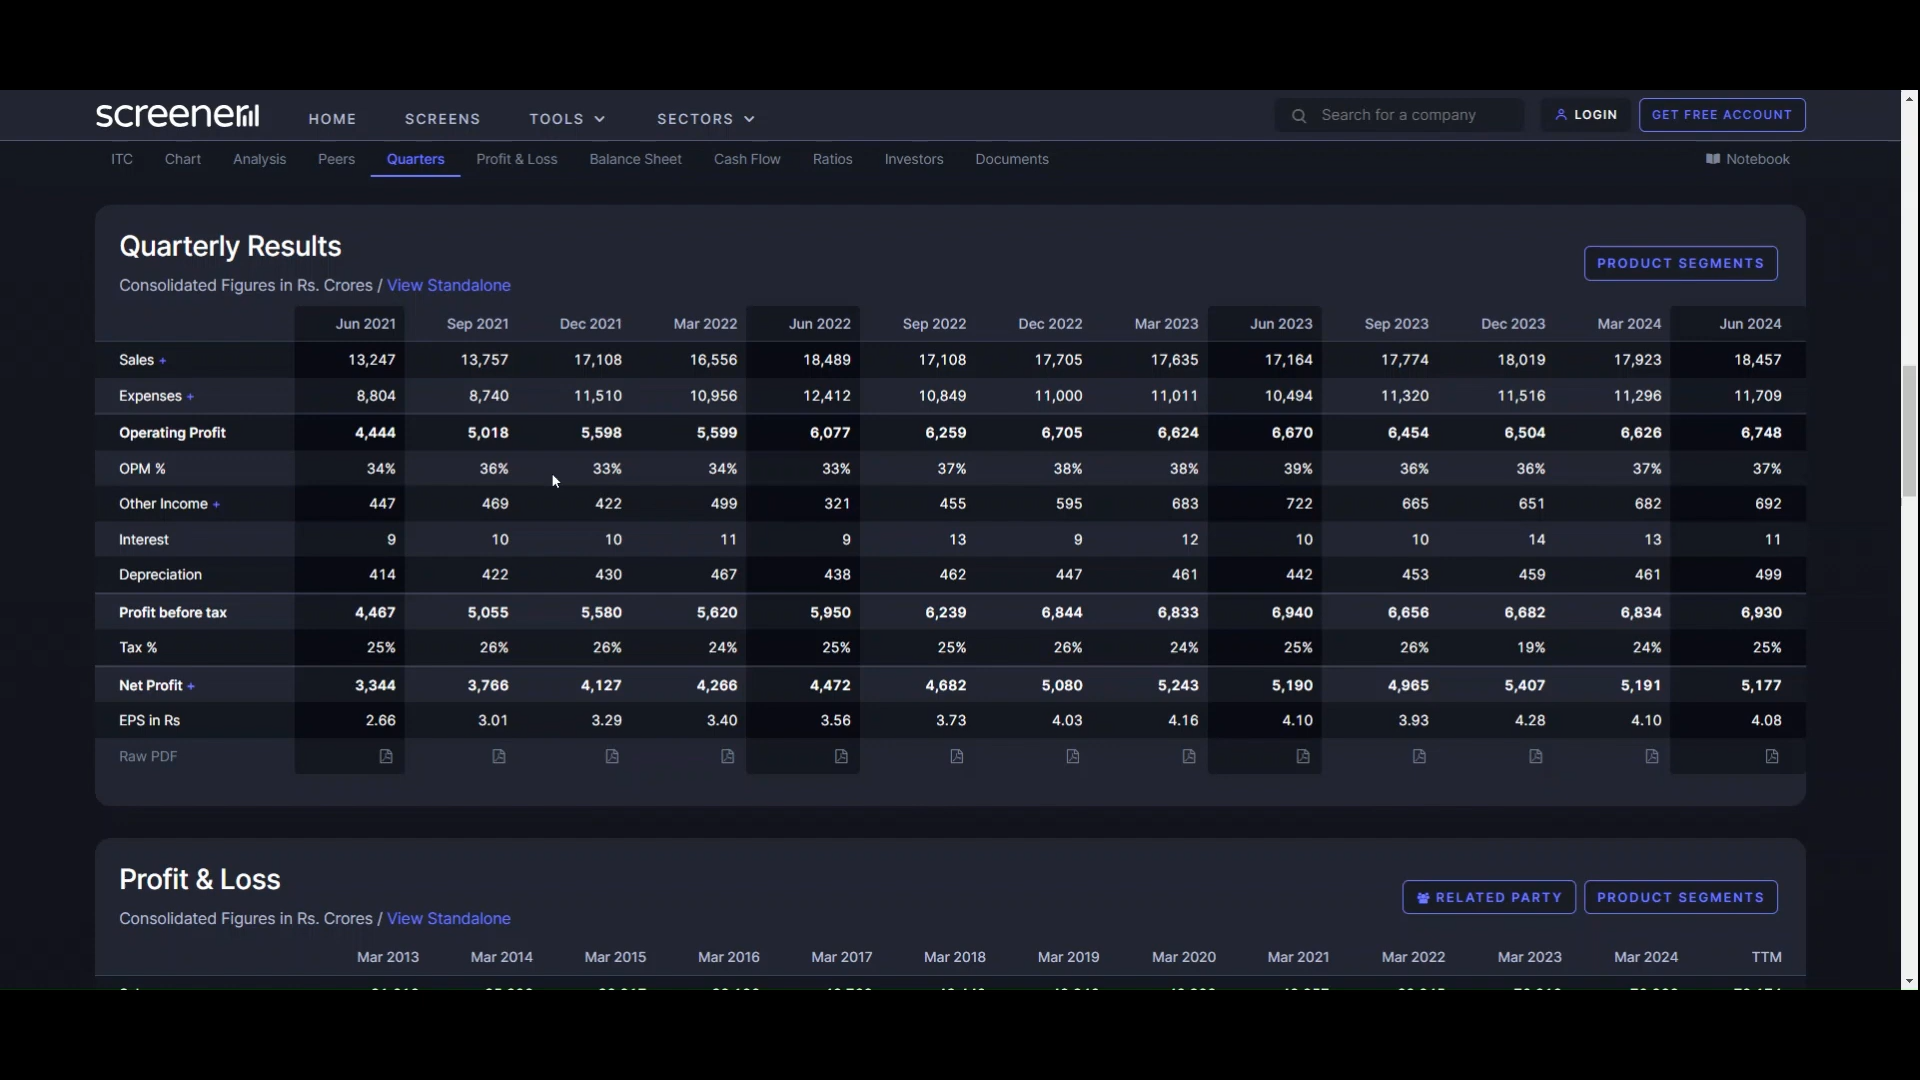 screener
HOME SCREENS TOOLS SECTORS Search for a company LOGIN GET FREE ACCOUNT
ITC Chart Analysis Peers Quarters Profit & Loss Balance Sheet Cash Flow Ratios Investors Documents Notebook
Quarterly Results
PRODUCT SEGMENTS
Consolidated Figures in Rs. Crores / View Standalone
Jun 2021 Sep 2021 Dec 2021 Mar 2022 Jun 2022 Sep 2022 Dec 2022 Mar 2023 Jun 2023 Sep 2023 Dec 2023 Mar 2024 Jun 2024
Sales + 13,247 13,757 17,108 16,556 18,489 17,108 17,705 17,635 17,164 17,774 18,019 17,923 18,457
Expenses + 8,804 8,740 11,510 10,956 12,412 10,849 11,000 11,011 10,494 11,320 11,516 11,296 11,709
Operating Profit 4,444 5,018 5,598 5,599 6,077 6,259 6,705 6,624 6,670 6,454 6,504 6,626 6,748
OPM % 34% 36% 33% 34% 33% 37% 38% 38% 39% 36% 36% 37% 37%
Other Income + 447 469 422 499 321 455 595 683 722 665 651 682 692
Interest 9 10 10 11 9 13 9 12 10 10 14 13 11
Depreciation 414 422 430 467 438 462 447 461 442 453 459 461 499
Profit before tax 4,467 5,055 5,580 5,620 5,950 6,239 6,844 6,833 6,940 6,656 6,682 6,834 6,930
Tax % 25% 26% 26% 24% 25% 25% 26% 24% 25% 26% 19% 24% 25%
Net Profit + 3,344 3,766 4,127 4,266 4,472 4,682 5,080 5,243 5,190 4,965 5,407 5,191 5,177
EPS in Rs 2.66 3.01 3.29 3.40 3.56 3.73 4.03 4.16 4.10 3.93 4.28 4.10 4.08
Raw PDF
Profit & Loss
RELATED PARTY PRODUCT SEGMENTS
Consolidated Figures in Rs. Crores / View Standalone
Mar 2013 Mar 2014 Mar 2015 Mar 2016 Mar 2017 Mar 2018 Mar 2019 Mar 2020 Mar 2021 Mar 2022 Mar 2023 Mar 2024 TTM